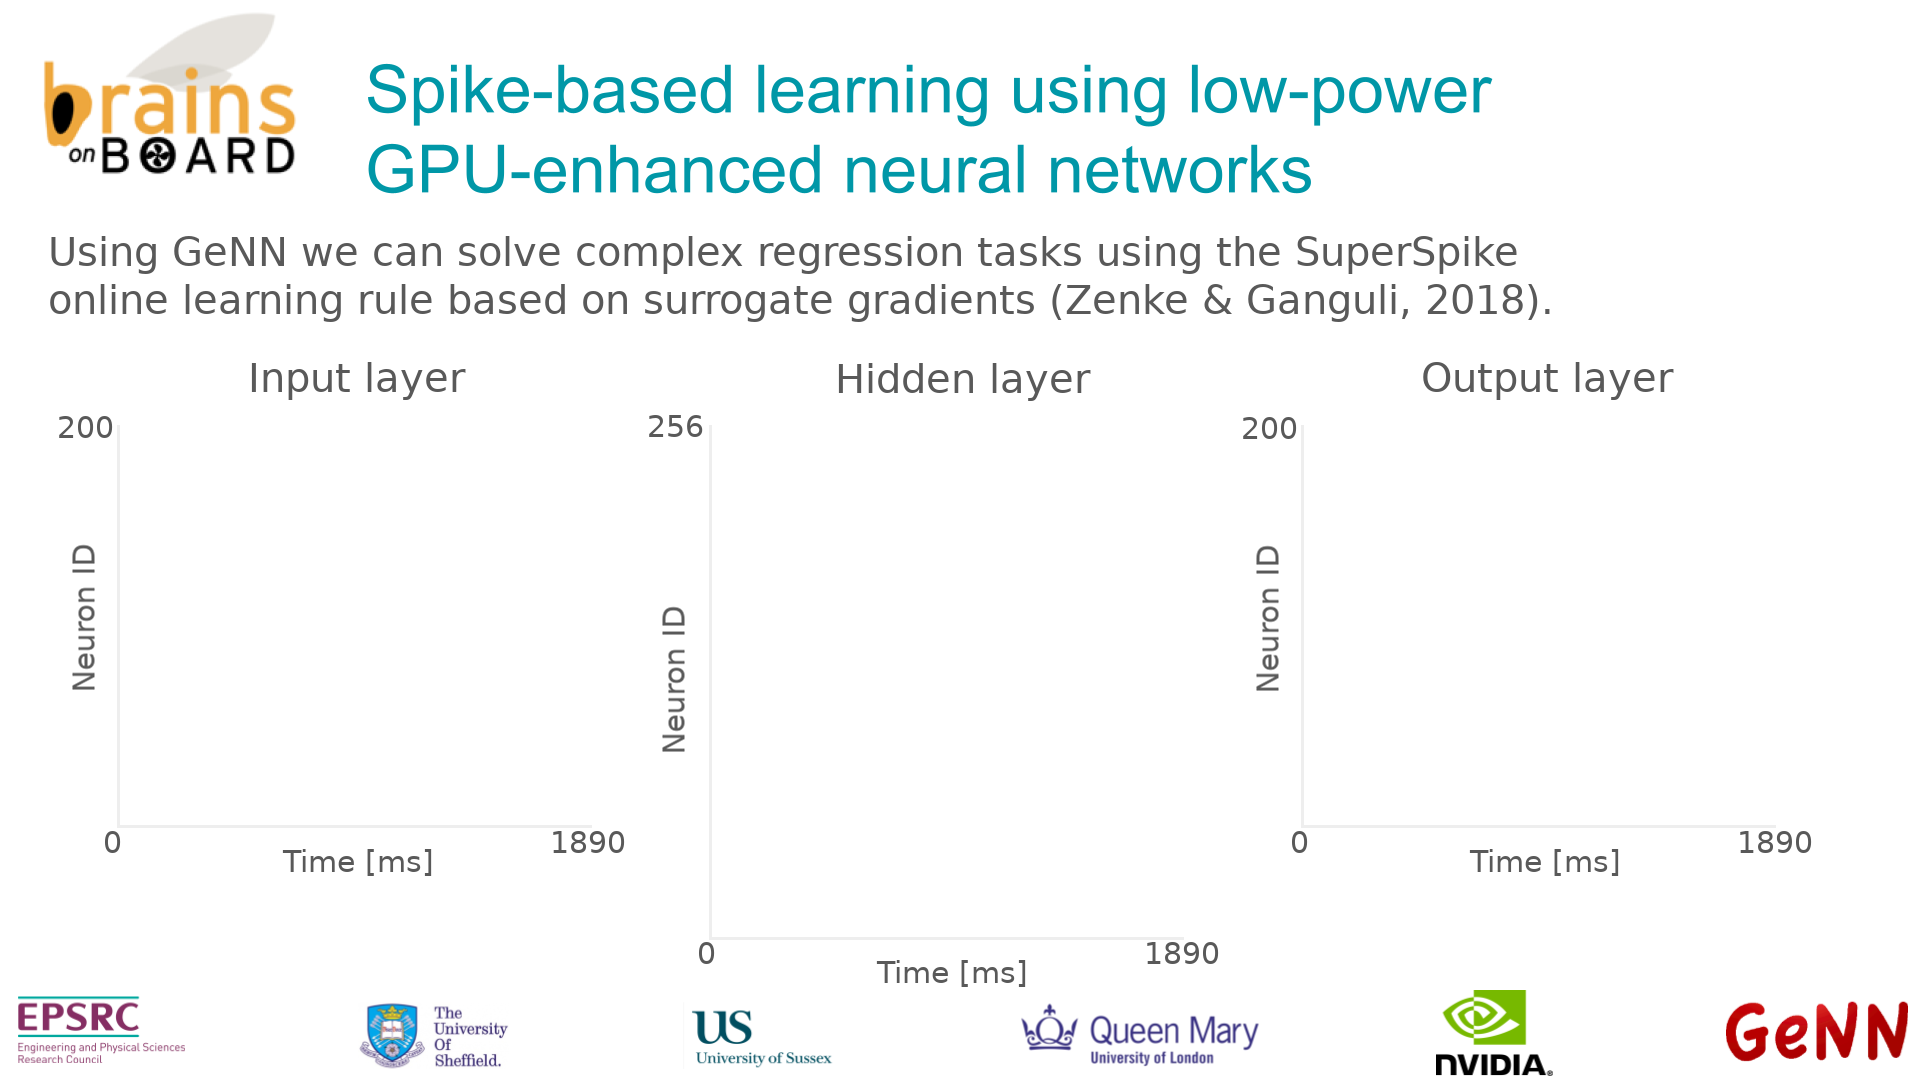 brains
on BOARD
Spike-based learning using low-power
GPU-enhanced neural networks
Using GeNN we can solve complex regression tasks using the SuperSpike
online learning rule based on surrogate gradients (Zenke & Ganguli, 2018).
Input layer
200
Neuron ID
0
1890
Time [ms]
Hidden layer
256
Neuron ID
0
1890
Time [ms]
Output layer
200
Neuron ID
0
1890
Time [ms]
EPSRC
Engineering and Physical Sciences
Research Council
The
University
Of
Sheffield.
US
University of Sussex
Queen Mary
University of London
NVIDIA®
GeNN